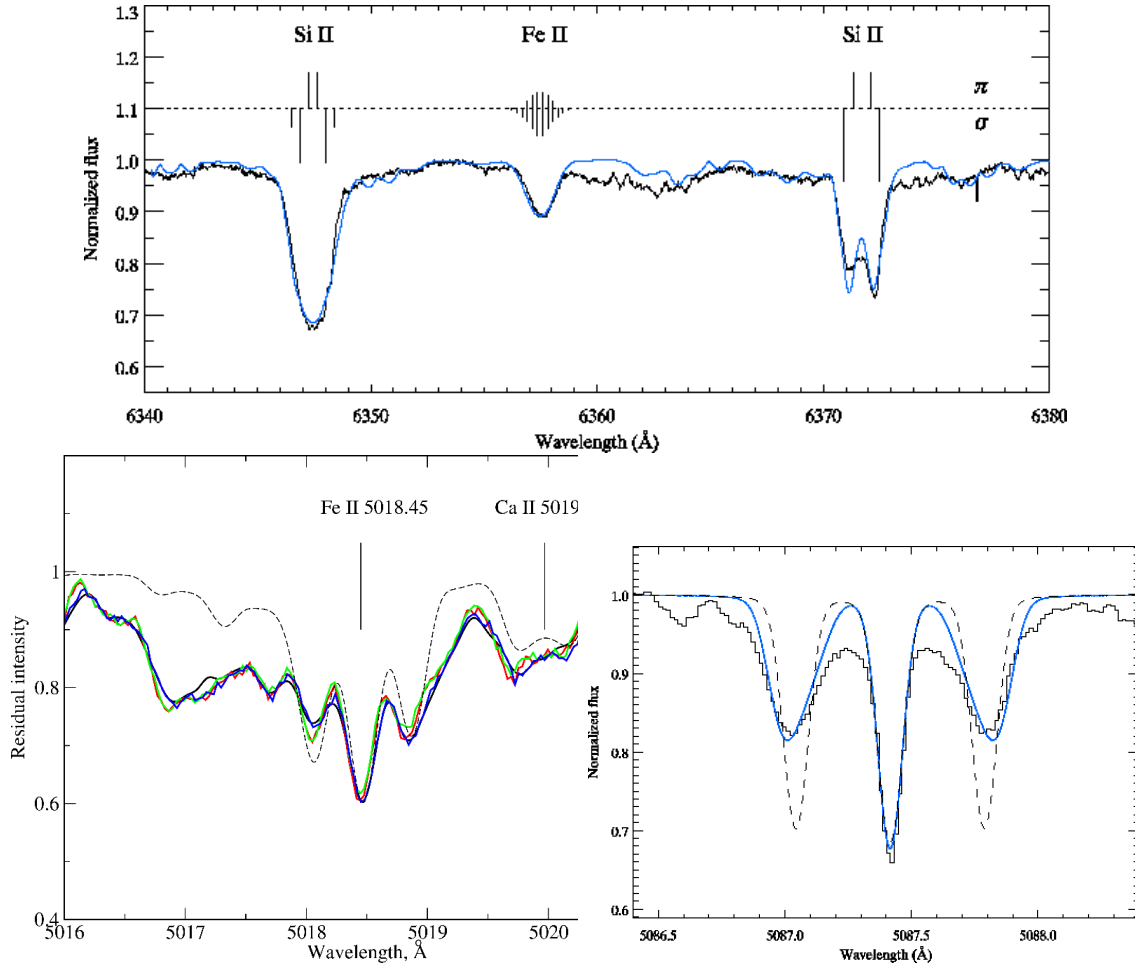 1.3
Si II Fe II Si II
1.2
π
1.1
σ
1.0
0.9
0.8
0.7
0.6
Normalized flux
6340 6350 6360 6370 6380
Wavelength (Å)
Fe II 5018.45 Ca II 5019
1
0.8
0.6
0.4
Residual intensity
5016 5017 5018 5019 5020
Wavelength, Å
1.0
0.9
0.8
0.7
0.6
Normalized flux
5086.5 5087.0 5087.5 5088.0
Wavelength (Å)